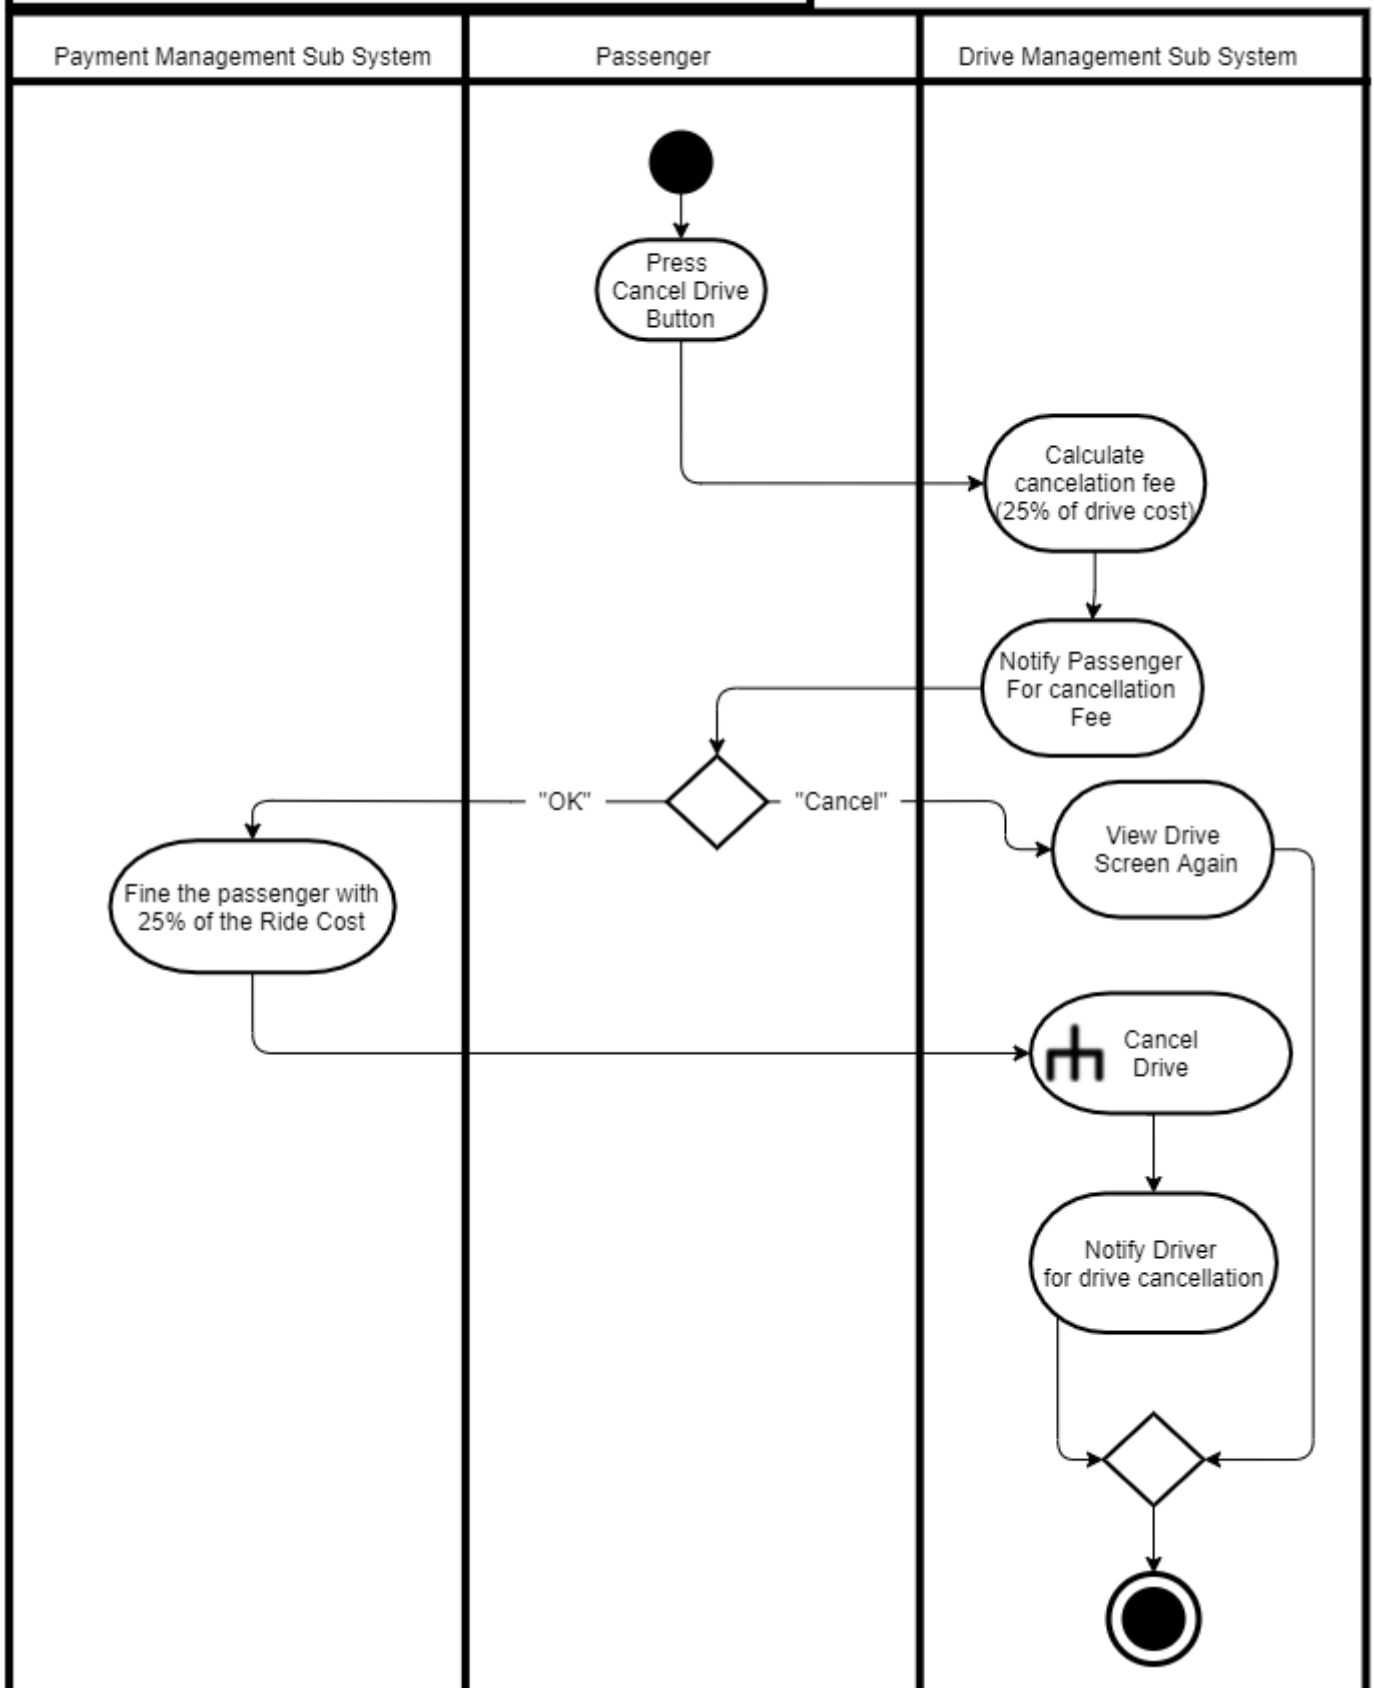 Payment Management Sub System
Passenger
Drive Management Sub System
Press
Cancel Drive
Button
Calculate
cancelation fee
(25% of drive cost)
Notify Passenger
For cancellation
Fee
"OK"
"Cancel"
View Drive
Screen Again
Fine the passenger with
25% of the Ride Cost
Cancel
Drive
Notify Driver
for drive cancellation